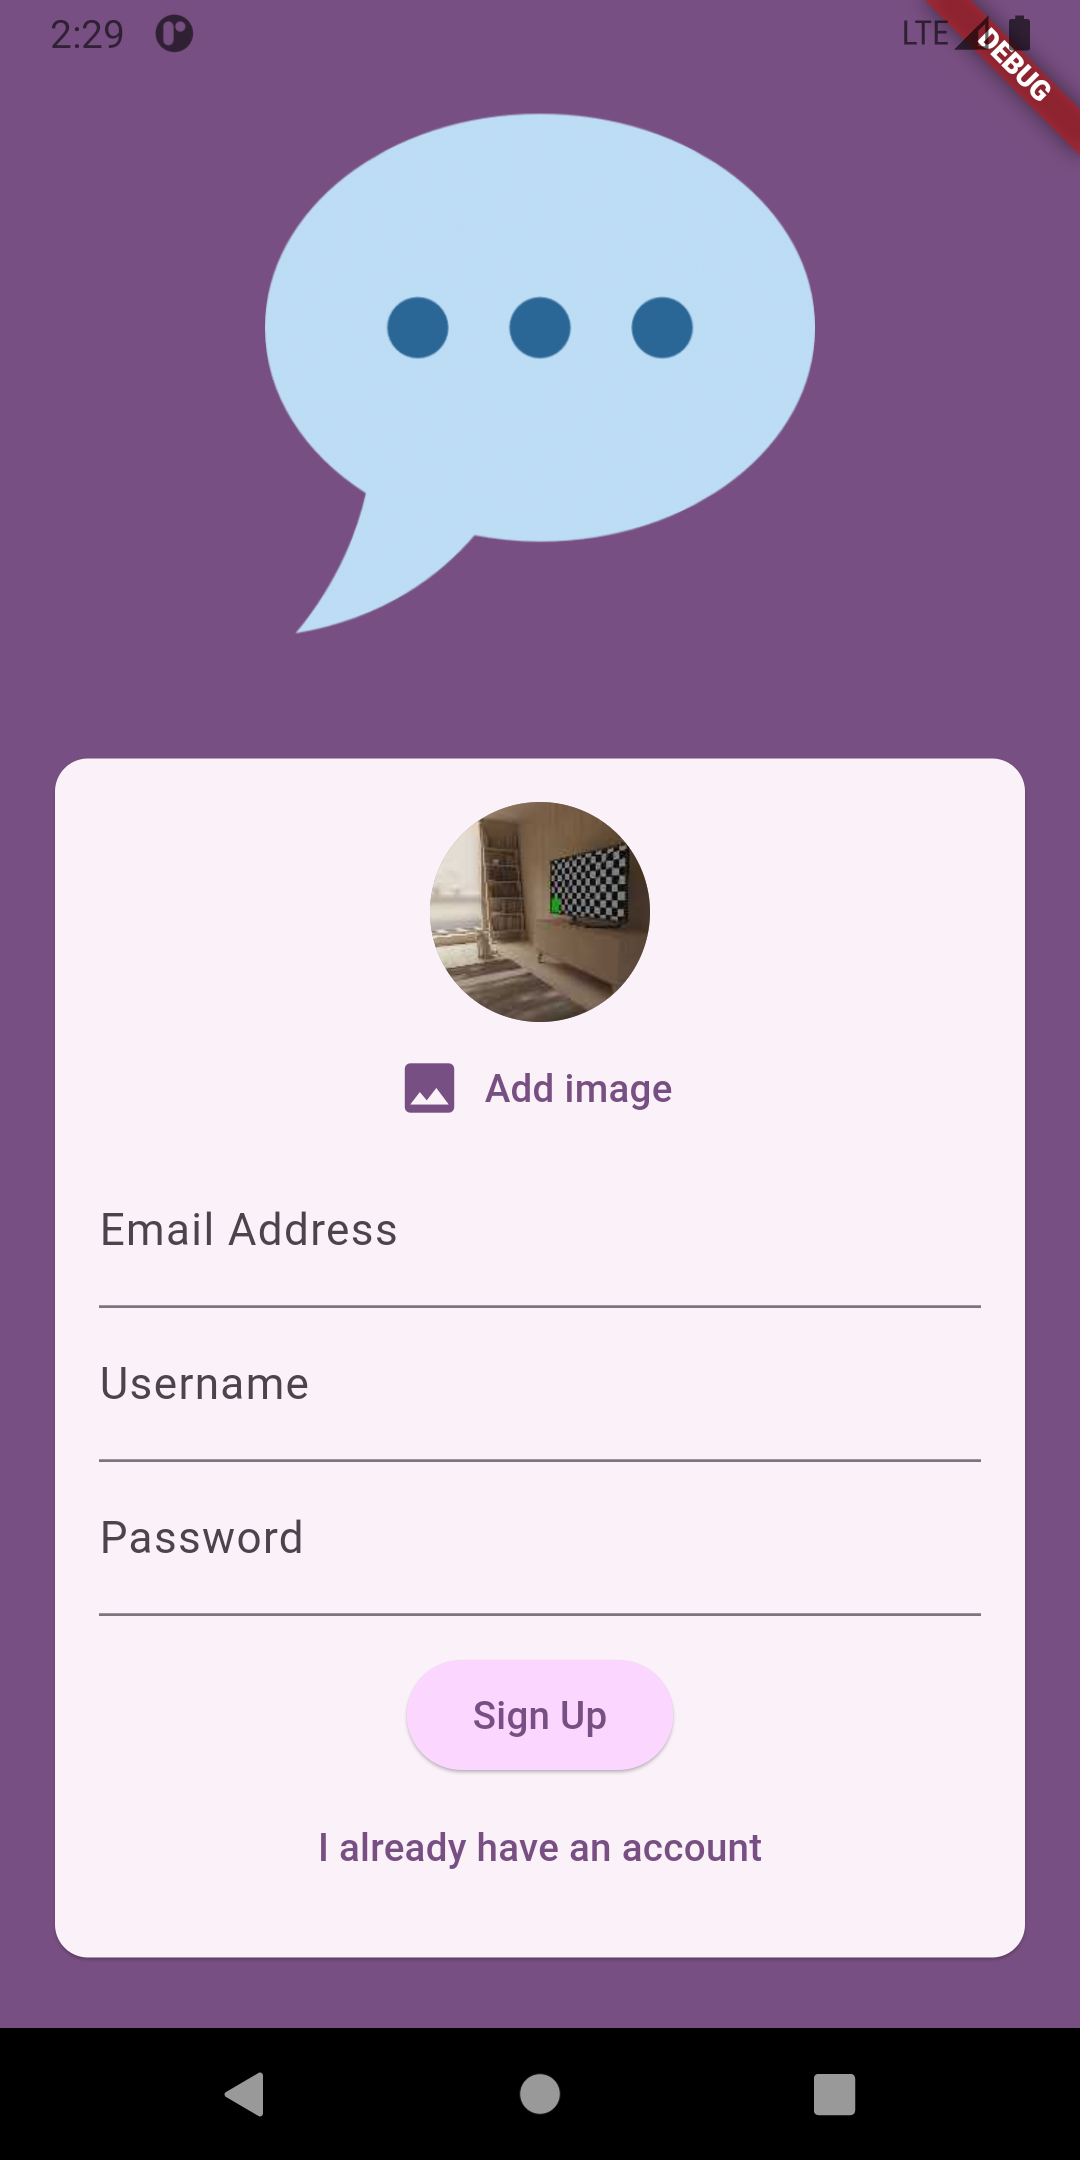 2:29
LTE
DEBUG
Add image
Email Address
Username
Password
Sign Up
I already have an account